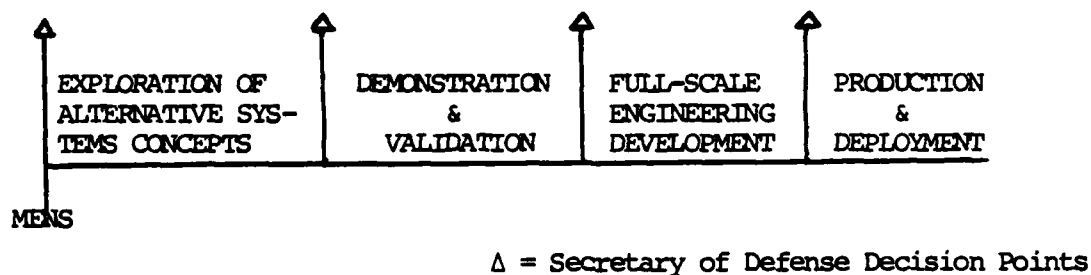 EXPLORATION OF
ALTERNATIVE SYS-
TEMS CONCEPTS
DEMONSTRATION
&
VALIDATION
FULL-SCALE
ENGINEERING
DEVELOPMENT
PRODUCTION
&
DEPLOYMENT
MENS
Δ = Secretary of Defense Decision Points